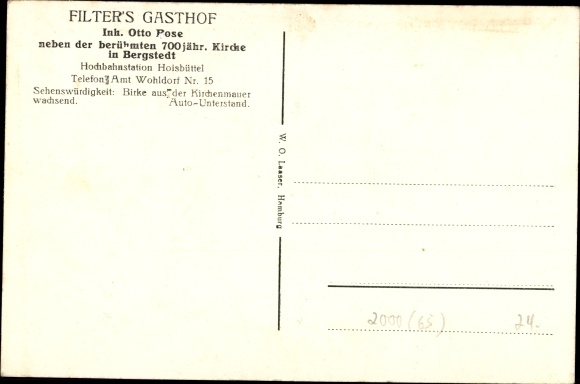 FILTER'S GASTHOF
Inh. Otto Pose
neben der berühmten 700jähr. Kirche
in Bergstedt
Hochbahnstation Hoisbüttel
Telefon: Amt Wohldorf Nr. 15
Sehenswürdigkeit: Birke aus der Kirchenmauer
wachsend. Auto-Unterstand.
W. O. Laaser, Hamburg
2000 (65) 24.-